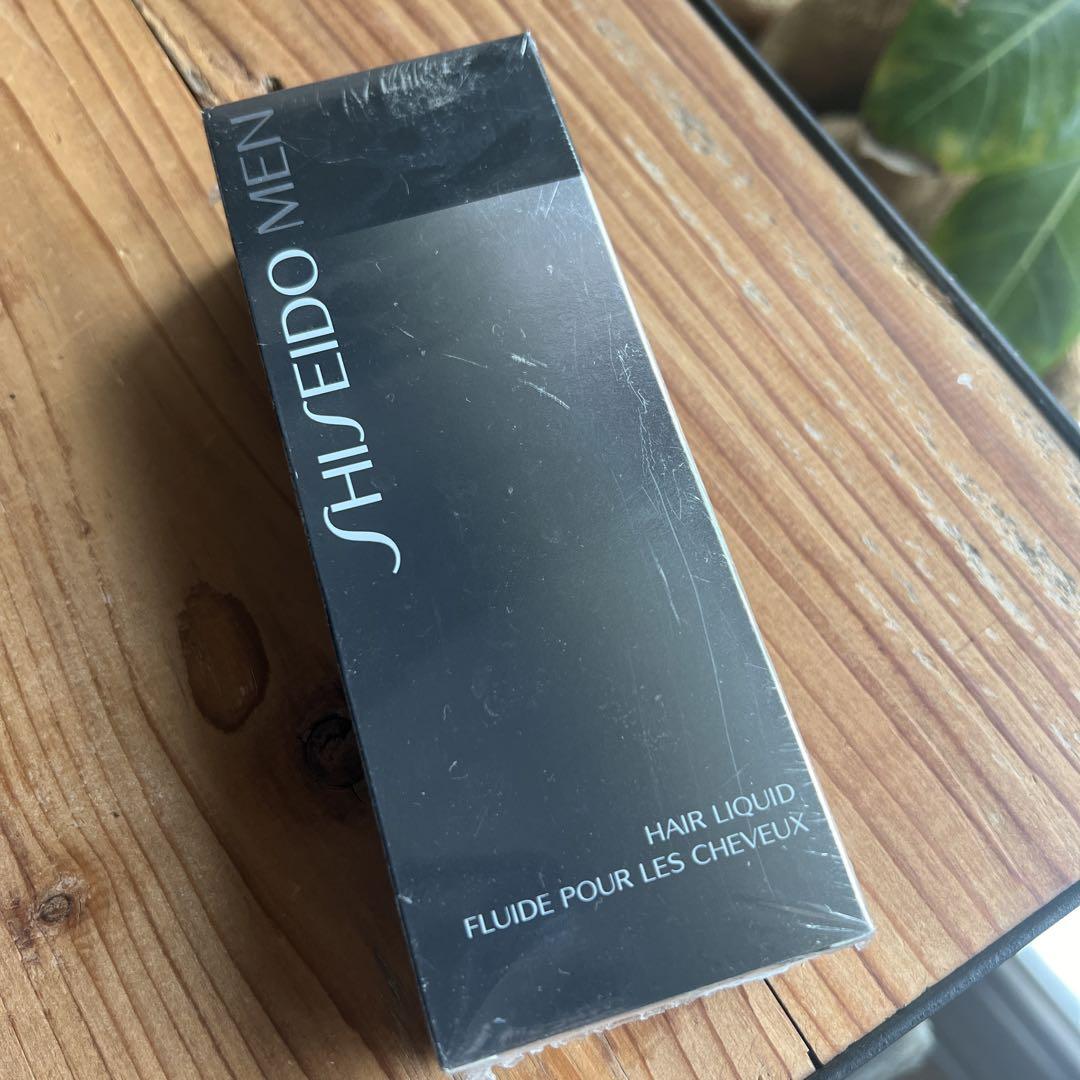 SHISEIDO MEN
HAIR LIQUID
FLUIDE POUR LES CHEVEUX